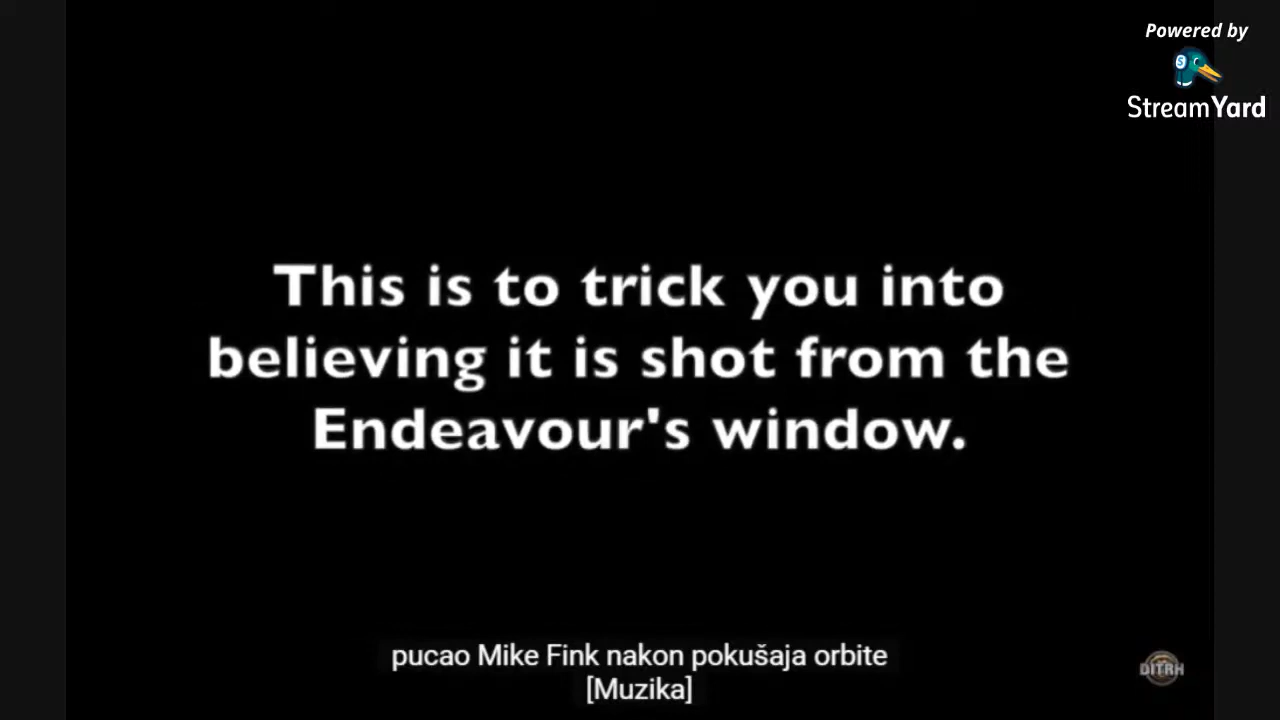 Powered by
S
StreamYard
This is to trick you into
believing it is shot from the
Endeavour's window.
pucao Mike Fink nakon pokušaja orbite
[Muzika]
DITRH